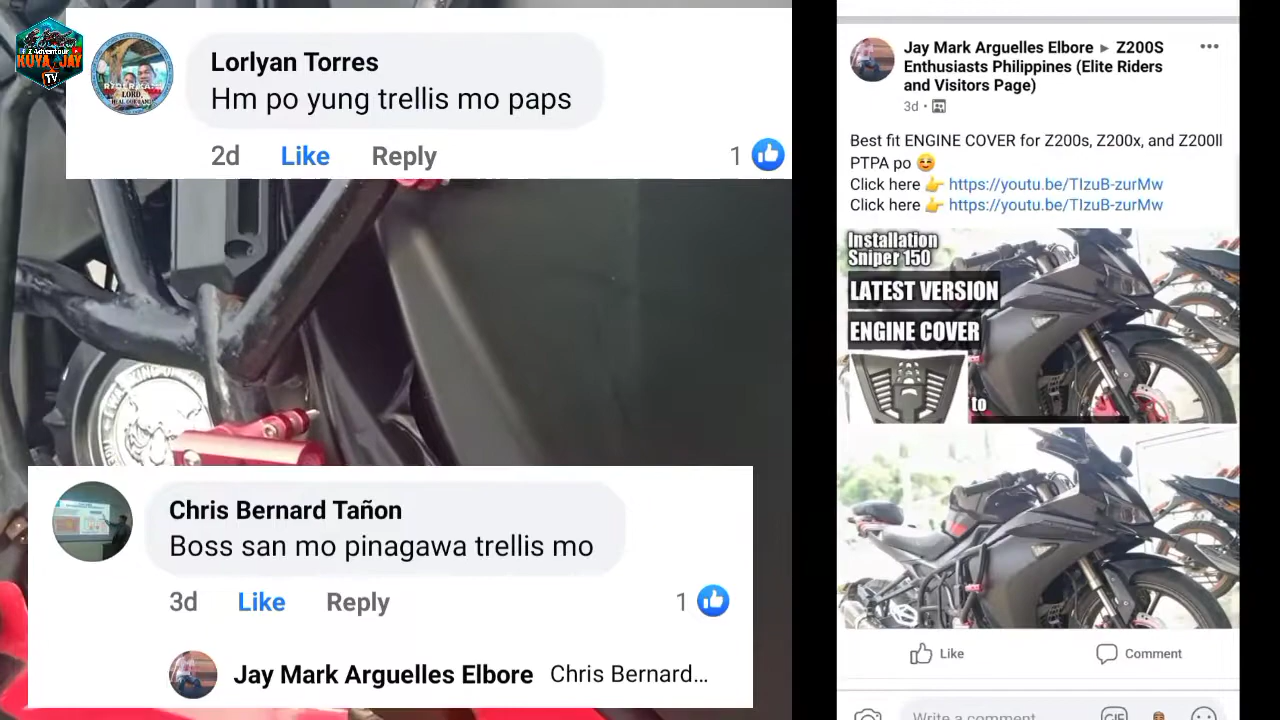 Z Adventour
KUYA JAY
TV
Lorlyan Torres
Hm po yung trellis mo paps
2d Like Reply 1
Chris Bernard Tañon
Boss san mo pinagawa trellis mo
3d Like Reply 1
Jay Mark Arguelles Elbore Chris Bernard...
Jay Mark Arguelles Elbore ▸ Z200S
Enthusiasts Philippines (Elite Riders
and Visitors Page)
3d ·
Best fit ENGINE COVER for Z200s, Z200x, and Z200ll
PTPA po 😊
Click here 👉 https://youtu.be/TIzuB-zurMw
Click here 👉 https://youtu.be/TIzuB-zurMw
Installation
Sniper 150
LATEST VERSION
ENGINE COVER
to
Like Comment
Write a comment
GIF